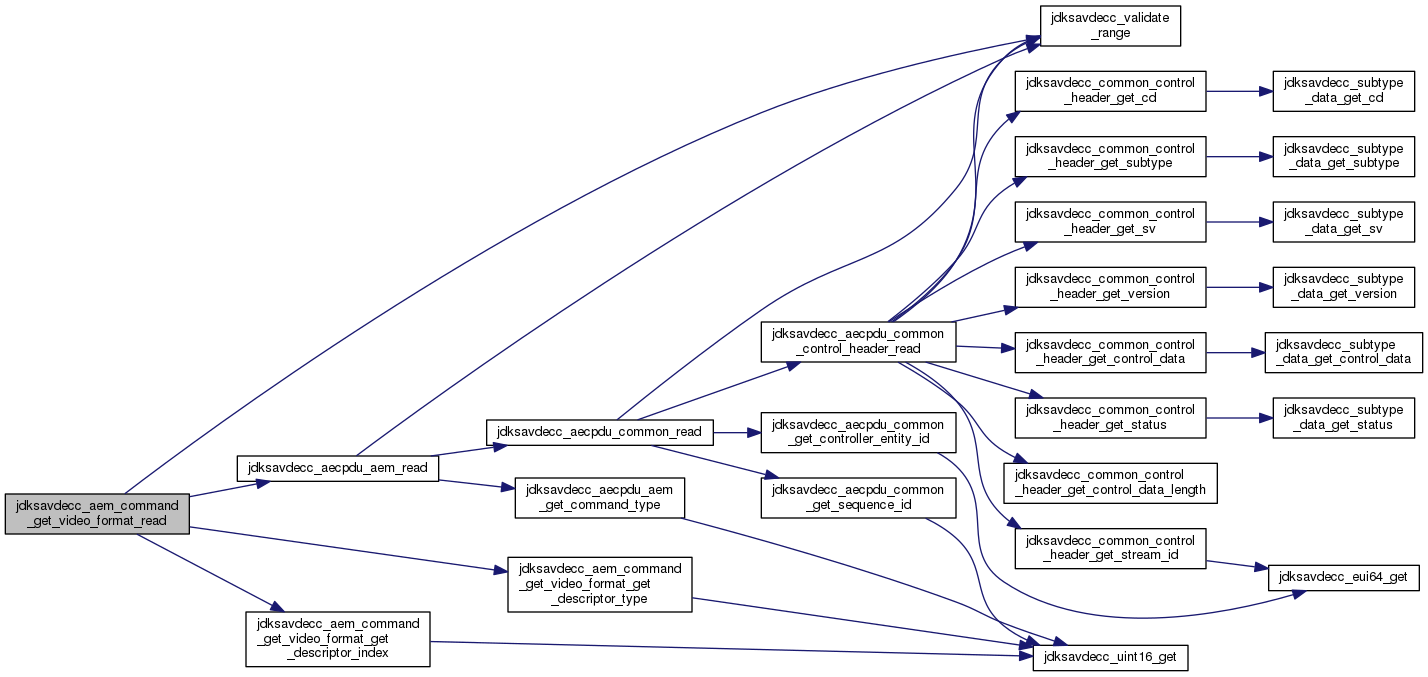 jdksavdecc_aem_command
_get_video_format_read
jdksavdecc_aecpdu_aem_read
jdksavdecc_aem_command
_get_video_format_get
_descriptor_index
jdksavdecc_aecpdu_common_read
jdksavdecc_aecpdu_aem
_get_command_type
jdksavdecc_aem_command
_get_video_format_get
_descriptor_type
jdksavdecc_aecpdu_common
_control_header_read
jdksavdecc_aecpdu_common
_get_controller_entity_id
jdksavdecc_aecpdu_common
_get_sequence_id
jdksavdecc_validate
_range
jdksavdecc_common_control
_header_get_cd
jdksavdecc_common_control
_header_get_subtype
jdksavdecc_common_control
_header_get_sv
jdksavdecc_common_control
_header_get_version
jdksavdecc_common_control
_header_get_control_data
jdksavdecc_common_control
_header_get_status
jdksavdecc_common_control
_header_get_control_data_length
jdksavdecc_common_control
_header_get_stream_id
jdksavdecc_uint16_get
jdksavdecc_subtype
_data_get_cd
jdksavdecc_subtype
_data_get_subtype
jdksavdecc_subtype
_data_get_sv
jdksavdecc_subtype
_data_get_version
jdksavdecc_subtype
_data_get_control_data
jdksavdecc_subtype
_data_get_status
jdksavdecc_eui64_get